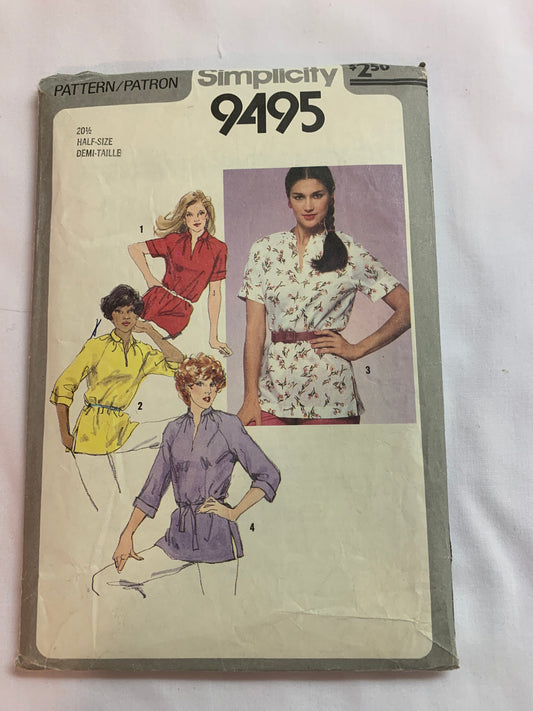 PATTERN/PATRON
Simplicity
$2.50
9495
20½
HALF-SIZE
DEMI-TAILLE
1
2
3
4